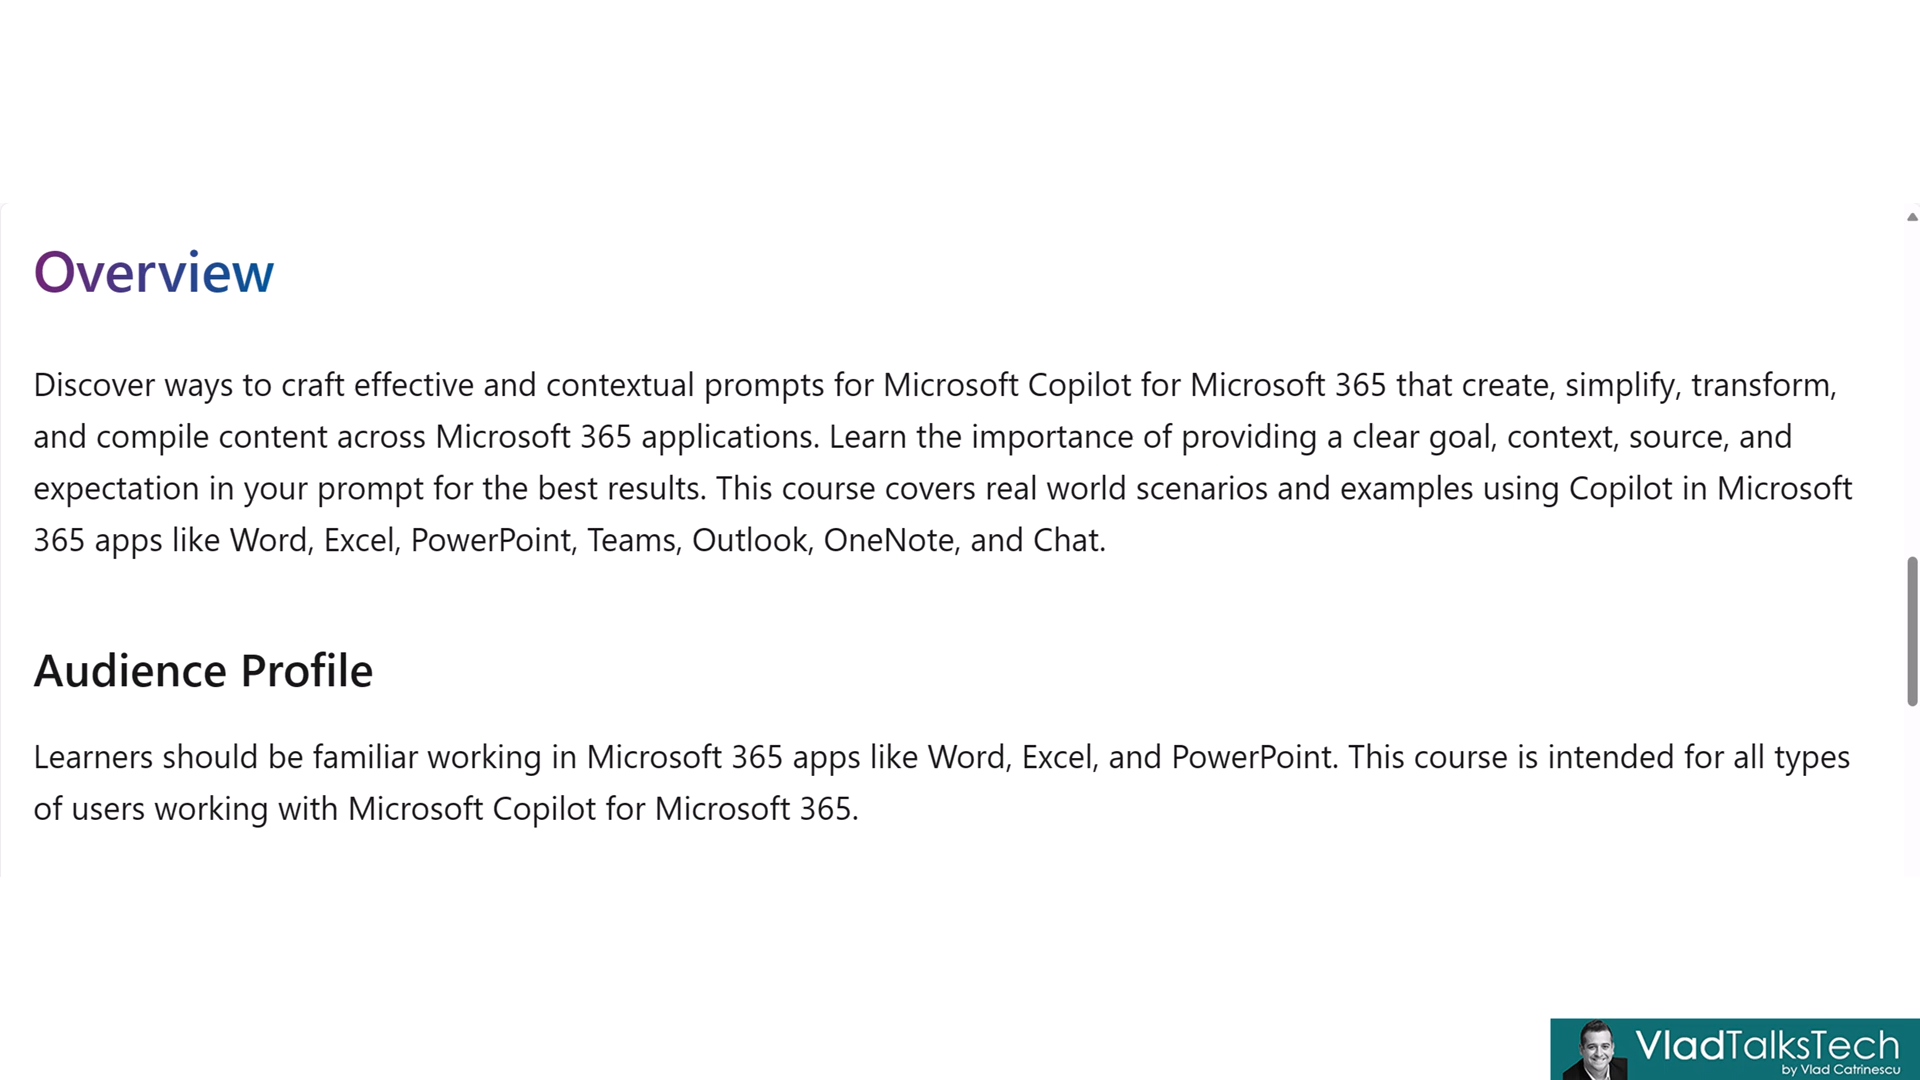 Overview
Discover ways to craft effective and contextual prompts for Microsoft Copilot for Microsoft 365 that create, simplify, transform,
and compile content across Microsoft 365 applications. Learn the importance of providing a clear goal, context, source, and
expectation in your prompt for the best results. This course covers real world scenarios and examples using Copilot in Microsoft
365 apps like Word, Excel, PowerPoint, Teams, Outlook, OneNote, and Chat.
Audience Profile
Learners should be familiar working in Microsoft 365 apps like Word, Excel, and PowerPoint. This course is intended for all types
of users working with Microsoft Copilot for Microsoft 365.
VladTalksTech
by Vlad Catrinescu